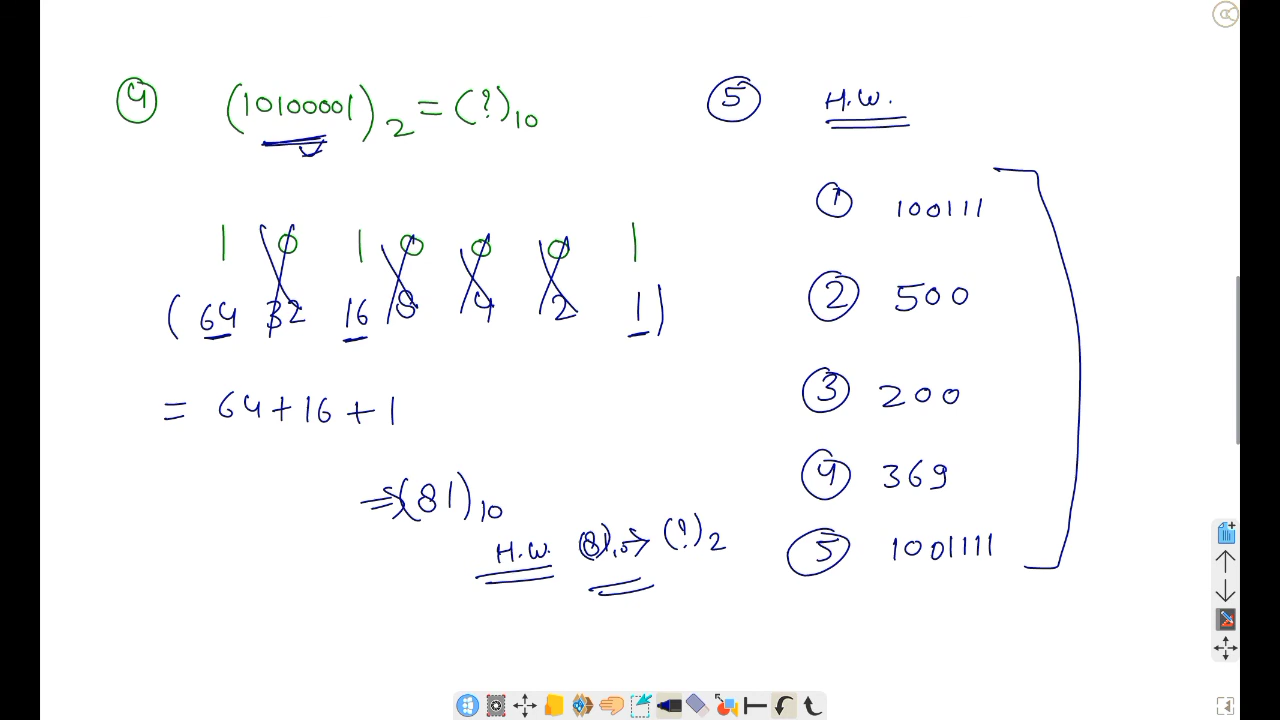 ④ (10100001)₂ = (?)₁₀
1 0 1 0 0 0 1
(64 32 16 8 4 2 1)
= 64 + 16 + 1
⇒ (81)₁₀
H.W. (81)₁₀ → (?)₂
⑤ H.W.
① 100111
② 500
③ 200
④ 369
⑤ 1001111